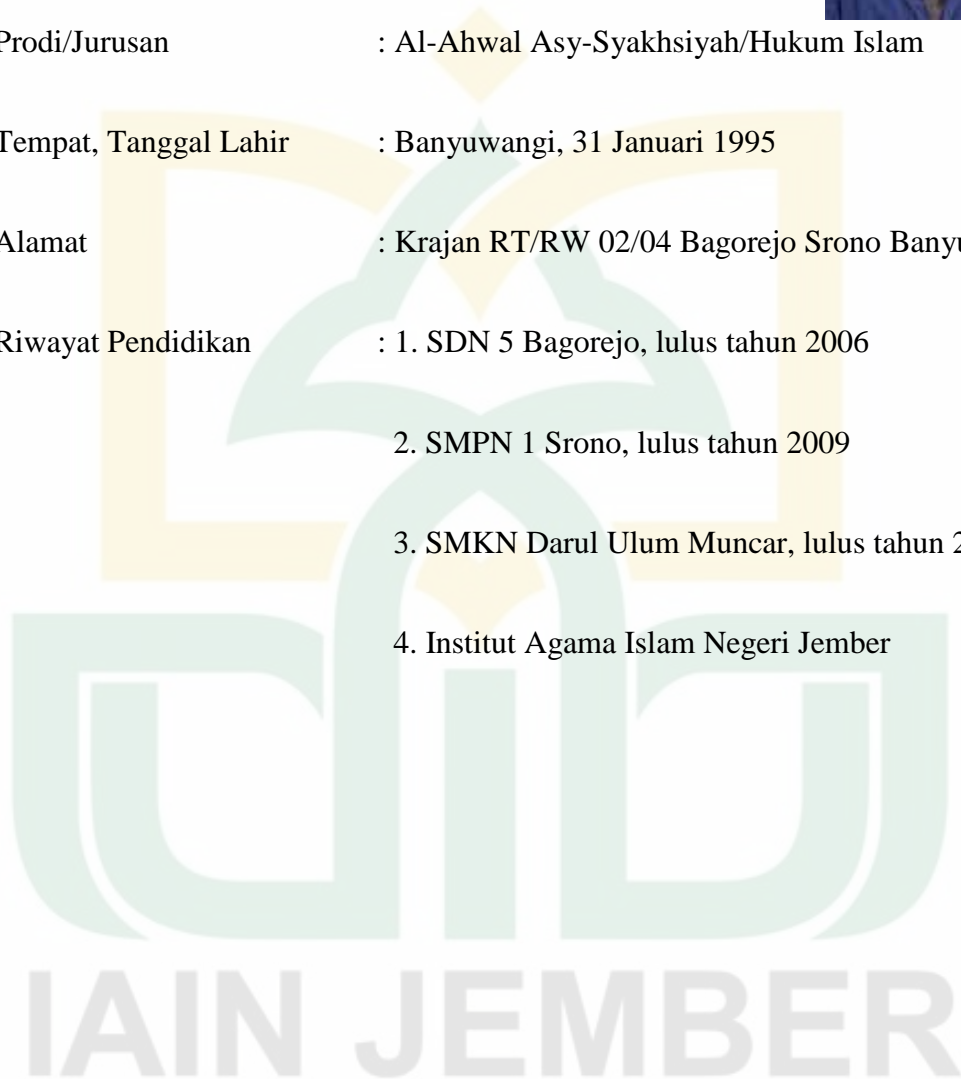 Prodi/Jurusan : Al-Ahwal Asy-Syakhsiyah/Hukum Islam
Tempat, Tanggal Lahir : Banyuwangi, 31 Januari 1995
Alamat : Krajan RT/RW 02/04 Bagorejo Srono
Riwayat Pendidikan : 1. SDN 5 Bagorejo, lulus tahun 2006
2. SMPN 1 Srono, lulus tahun 2009
3. SMKN Darul Ulum Muncar, lulus tahun
4. Institut Agama Islam Negeri Jember
IAIN JEMBER